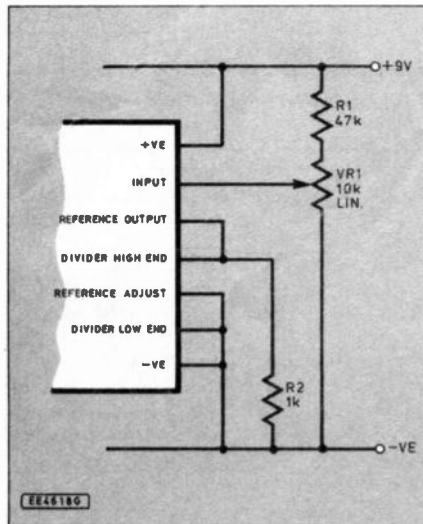 +9V
R1
47k
+VE
VR1
10k
LIN.
INPUT
REFERENCE OUTPUT
DIVIDER HIGH END
REFERENCE ADJUST
DIVIDER LOW END
-VE
R2
1k
-VE
EE4618G